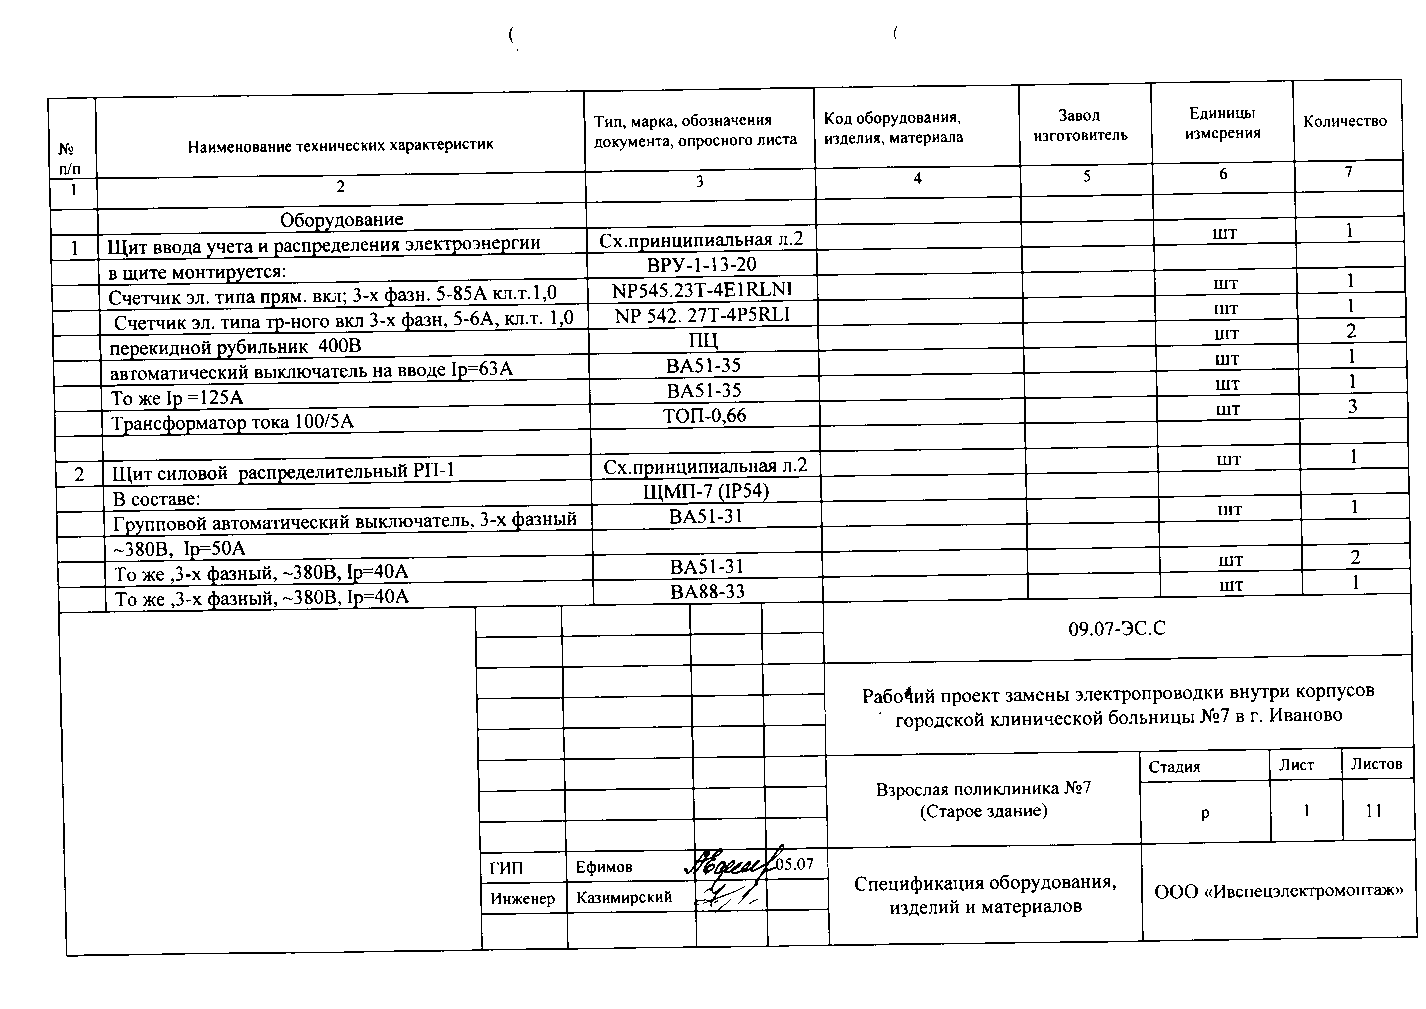 №
п/п
Наименование технических характеристик
Тип, марка, обозначения
документа, опросного листа
Код оборудования,
изделия, материала
Завод
изготовитель
Единицы
измерения
Количество
1 2 3 4 5 6 7
Оборудование
1 Щит ввода учета и распределения электроэнергии Сх.принципиальная л.2 шт 1
в щите монтируется: ВРУ-1-13-20
Счетчик эл. типа прям. вкл; 3-х фазн. 5-85А кл.т.1,0 NP545.23T-4E1RLNI шт 1
Счетчик эл. типа тр-ного вкл 3-х фазн, 5-6А, кл.т. 1,0 NP 542. 27T-4P5RLI шт 1
перекидной рубильник 400В ПЦ шт 2
автоматический выключатель на вводе Iр=63А ВА51-35 шт 1
То же Iр =125А ВА51-35 шт 1
Трансформатор тока 100/5А ТОП-0,66 шт 3
2 Щит силовой распределительный РП-1 Сх.принципиальная л.2 шт 1
В составе: ЩМП-7 (IP54)
Групповой автоматический выключатель, 3-х фазный ВА51-31 шт 1
~380В, Iр=50А
То же ,3-х фазный, ~380В, Iр=40А ВА51-31 шт 2
То же ,3-х фазный, ~380В, Iр=40А ВА88-33 шт 1
09.07-ЭС.С
Рабочий проект замены электропроводки внутри корпусов
городской клинической больницы №7 в г. Иваново
Взрослая поликлиника №7
(Старое здание)
Стадия Лист Листов
р 1 11
ГИП Ефимов 05.07
Инженер Казимирский
Спецификация оборудования,
изделий и материалов
ООО «Ивспецэлектромонтаж»